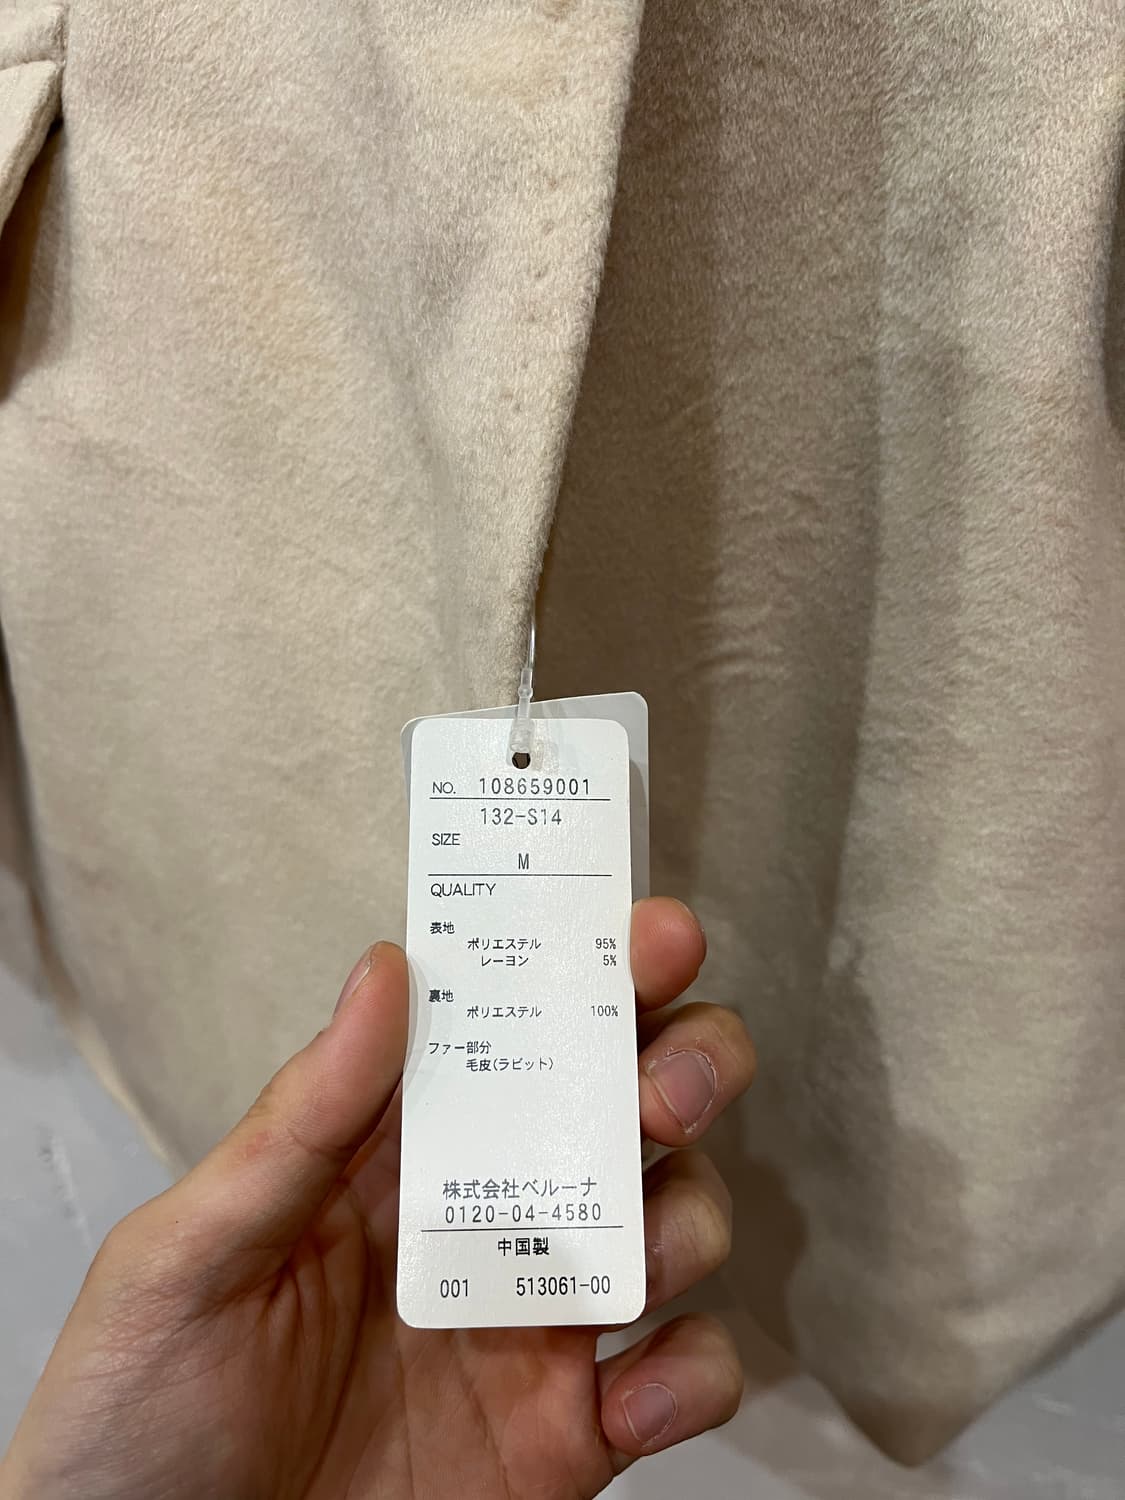 NO. 108659001
132-S14
SIZE
M
QUALITY
表地
ポリエステル 95%
レーヨン 5%
裏地
ポリエステル 100%
ファー部分
毛皮(ラビット)
株式会社ベルーナ
0120-04-4580
中国製
001 513061-00